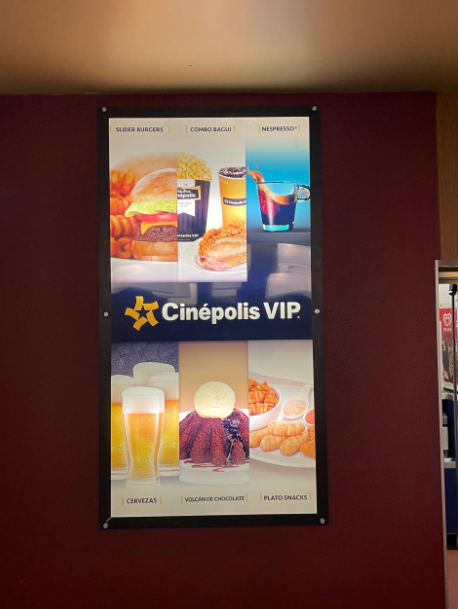 SLIDER BURGERS
COMBO BAGUI
NESPRESSO®
Cinépolis VIP
CERVEZAS
VOLCÁN DE CHOCOLATE
PLATO SNACKS